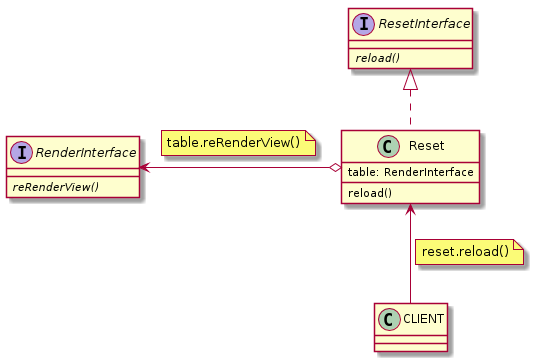 I ResetInterface
reload()
table.reRenderView()
I RenderInterface
reRenderView()
C Reset
table: RenderInterface
reload()
reset.reload()
C CLIENT